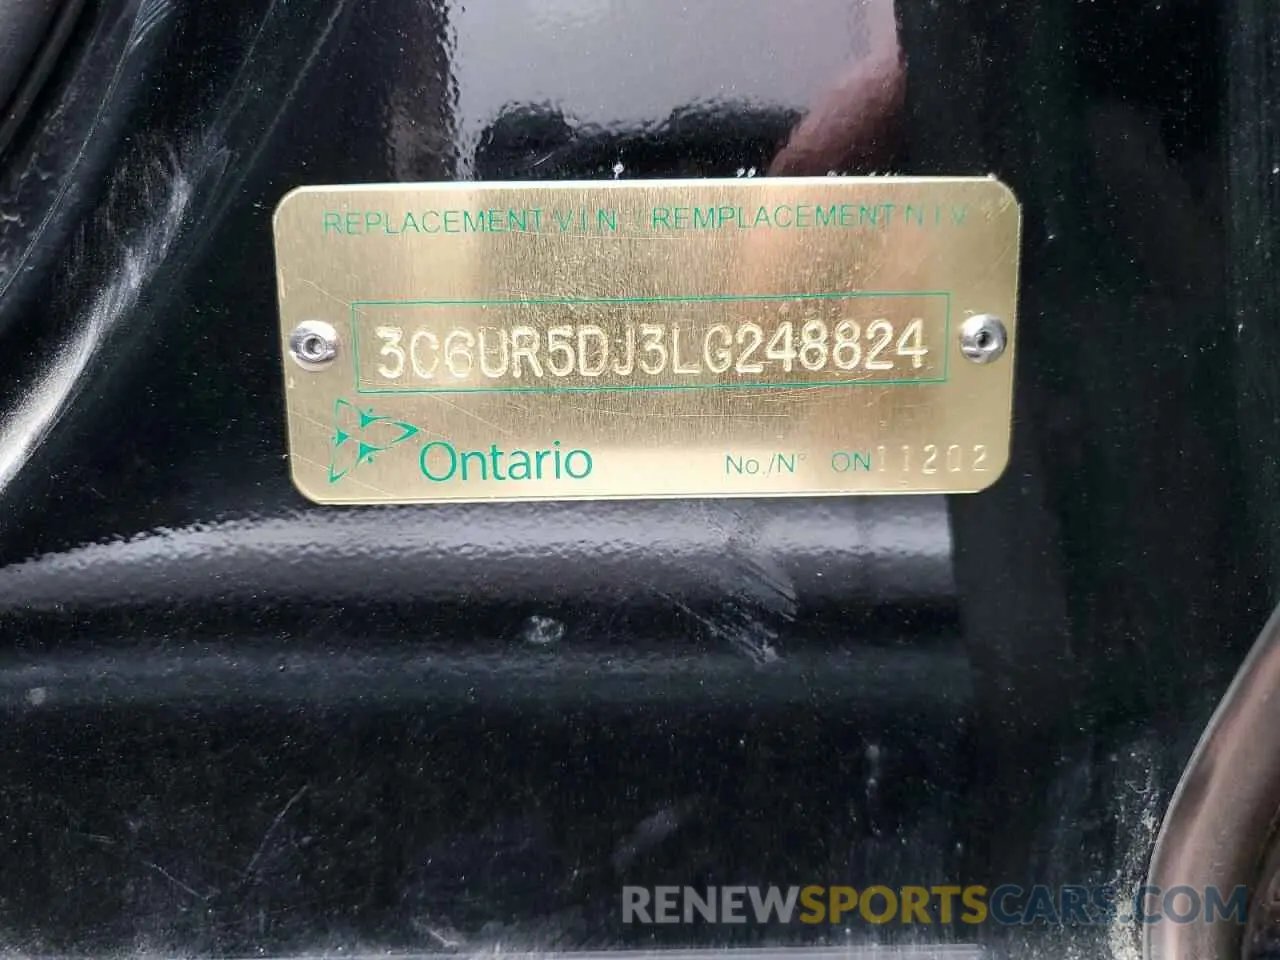 REPLACEMENT V.I.N. / REMPLACEMENT N.I.V.
3C6UR5DJ3LG248824
Ontario No./N° ON11202
RENEWSPORTSCARS.COM